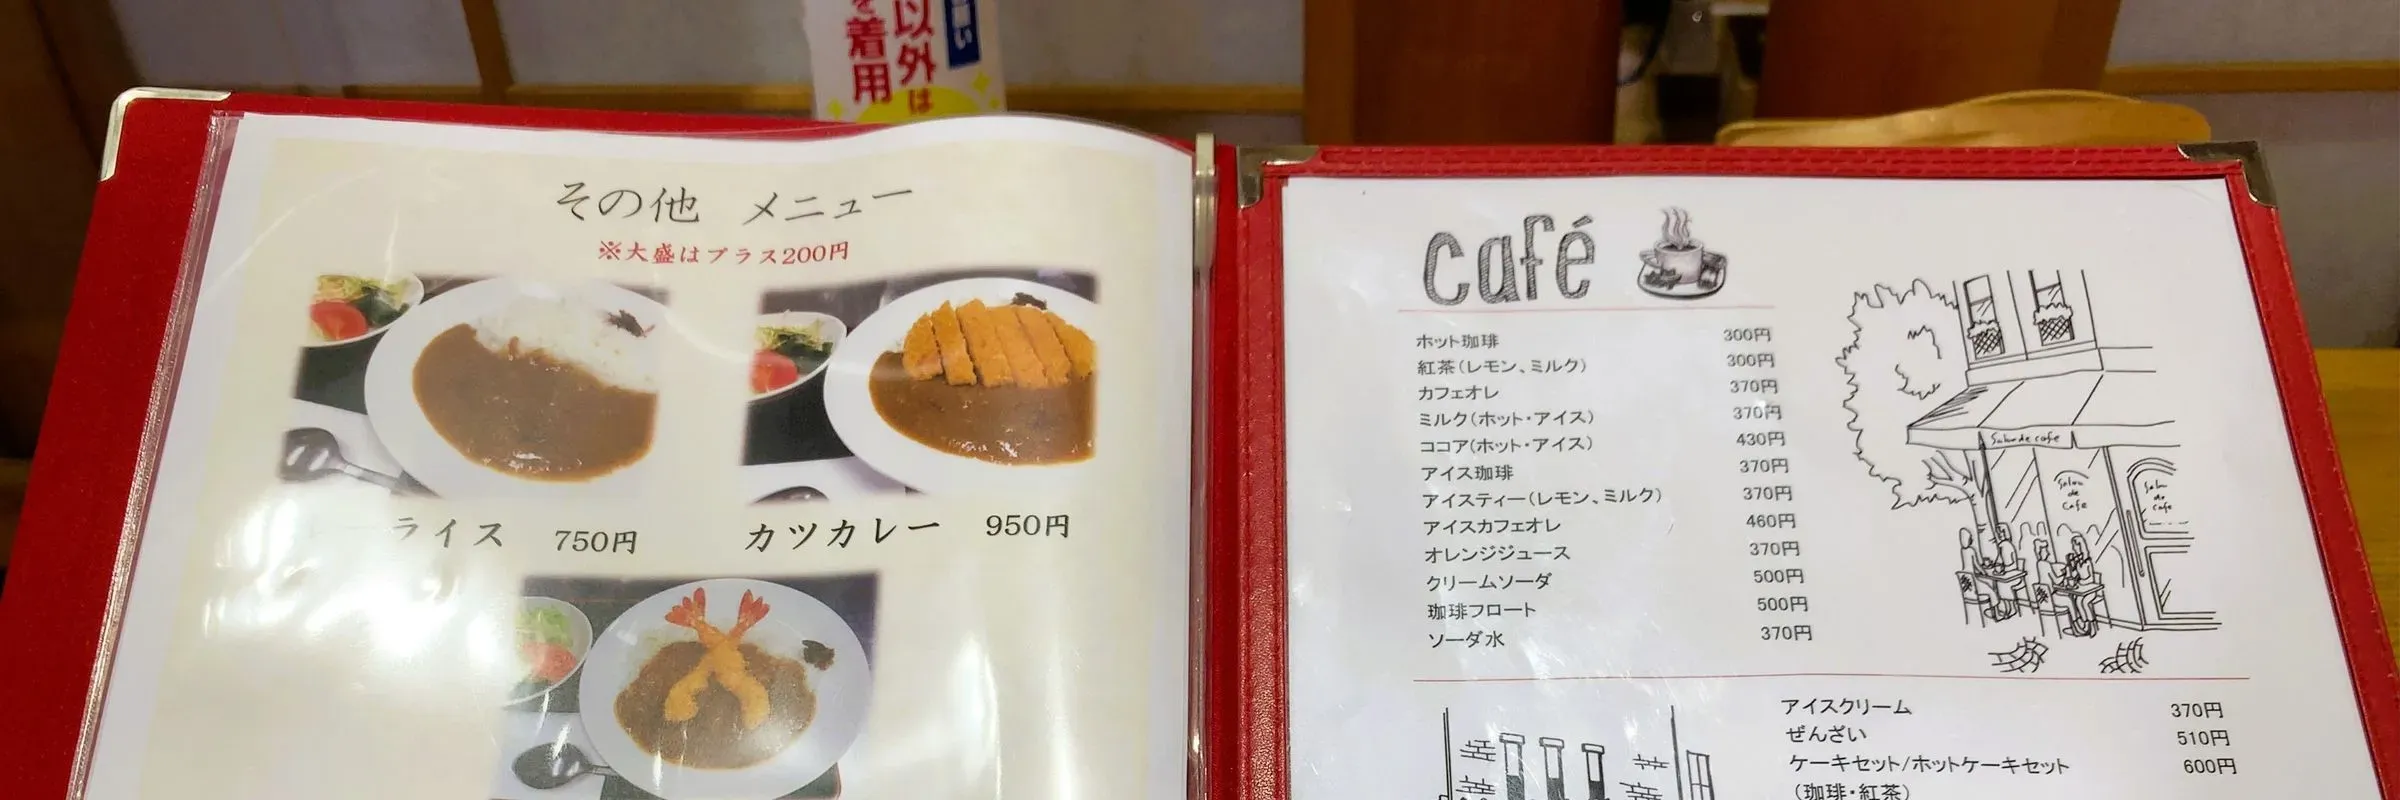 い
以外は
を着用
その他 メニュー
※大盛はプラス200円
ライス 750円
カツカレー 950円
café
ホット珈琲 300円
紅茶(レモン、ミルク) 300円
カフェオレ 370円
ミルク(ホット・アイス) 370円
ココア(ホット・アイス) 430円
アイス珈琲 370円
アイスティー(レモン、ミルク) 370円
アイスカフェオレ 460円
オレンジジュース 370円
クリームソーダ 500円
珈琲フロート 500円
ソーダ水 370円
Salon de cafe
Salon
de
Cafe
Salon
de
cafe
アイスクリーム 370円
ぜんざい 510円
ケーキセット/ホットケーキセット 600円
(珈琲・紅茶)